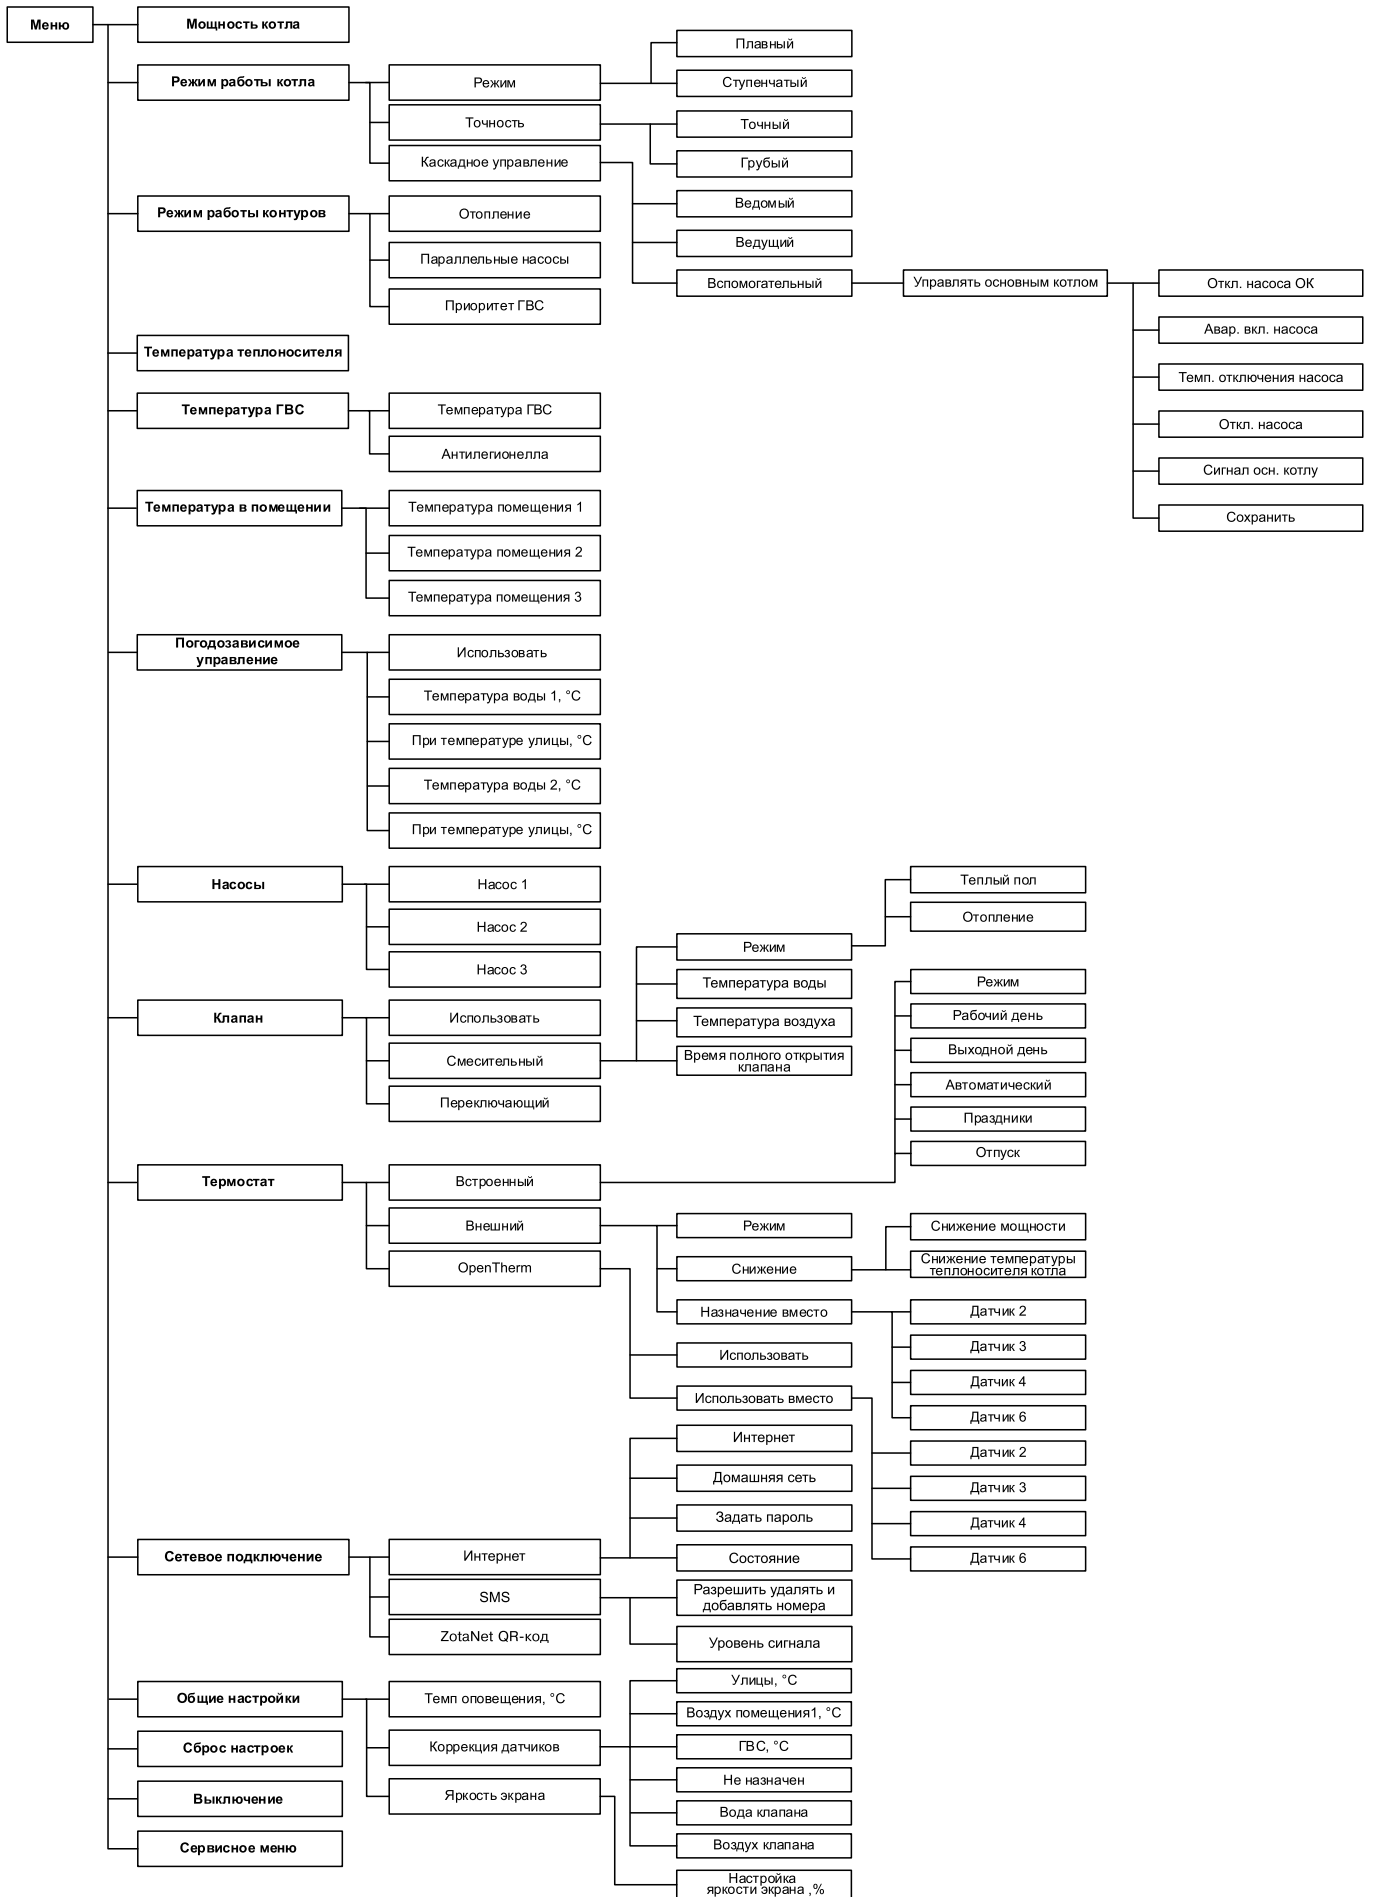 Меню
Мощность котла
Режим работы котла
Режим
Плавный
Ступенчатый
Точность
Точный
Грубый
Каскадное управление
Ведомый
Ведущий
Вспомогательный
Управлять основным котлом
Откл. насоса ОК
Авар. вкл. насоса
Темп. отключения насоса
Откл. насоса
Сигнал осн. котлу
Сохранить
Режим работы контуров
Отопление
Параллельные насосы
Приоритет ГВС
Температура теплоносителя
Температура ГВС
Температура ГВС
Антилегионелла
Температура в помещении
Температура помещения 1
Температура помещения 2
Температура помещения 3
Погодозависимое
управление
Использовать
Температура воды 1, °С
При температуре улицы, °С
Температура воды 2, °С
При температуре улицы, °С
Насосы
Насос 1
Насос 2
Насос 3
Клапан
Использовать
Смесительный
Режим
Теплый пол
Отопление
Температура воды
Температура воздуха
Время полного открытия
клапана
Переключающий
Термостат
Встроенный
Режим
Рабочий день
Выходной день
Автоматический
Праздники
Отпуск
Внешний
Режим
Снижение
Снижение мощности
Снижение температуры
теплоносителя котла
Назначение вместо
Датчик 2
Датчик 3
Датчик 4
Датчик 6
OpenTherm
Использовать
Использовать вместо
Датчик 2
Датчик 3
Датчик 4
Датчик 6
Сетевое подключение
Интернет
Интернет
Домашняя сеть
Задать пароль
Состояние
SMS
Разрешить удалять и
добавлять номера
Уровень сигнала
ZotaNet QR-код
Общие настройки
Темп оповещения, °С
Коррекция датчиков
Улицы, °С
Воздух помещения1, °С
ГВС, °С
Не назначен
Вода клапана
Воздух клапана
Яркость экрана
Настройка
яркости экрана ,%
Сброс настроек
Выключение
Сервисное меню